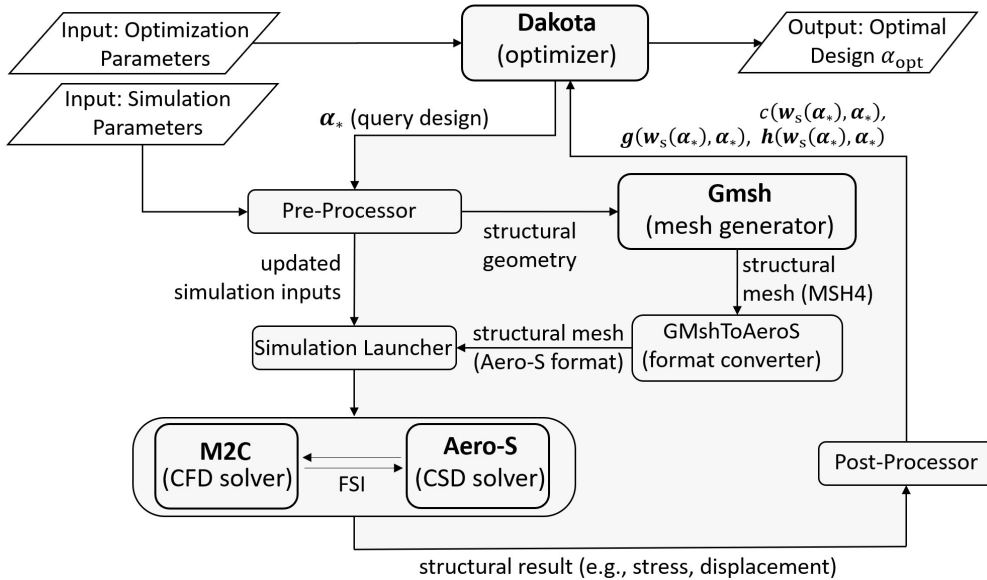 Input: Optimization
Parameters
Dakota
(optimizer)
Output: Optimal
Design α_opt
Input: Simulation
Parameters
α_* (query design)
c(w_s(α_*), α_*),
g(w_s(α_*), α_*), h(w_s(α_*), α_*)
Pre-Processor
structural
geometry
Gmsh
(mesh generator)
updated
simulation inputs
structural
mesh (MSH4)
Simulation Launcher
structural mesh
(Aero-S format)
GMshToAeroS
(format converter)
M2C
(CFD solver)
FSI
Aero-S
(CSD solver)
Post-Processor
structural result (e.g., stress, displacement)